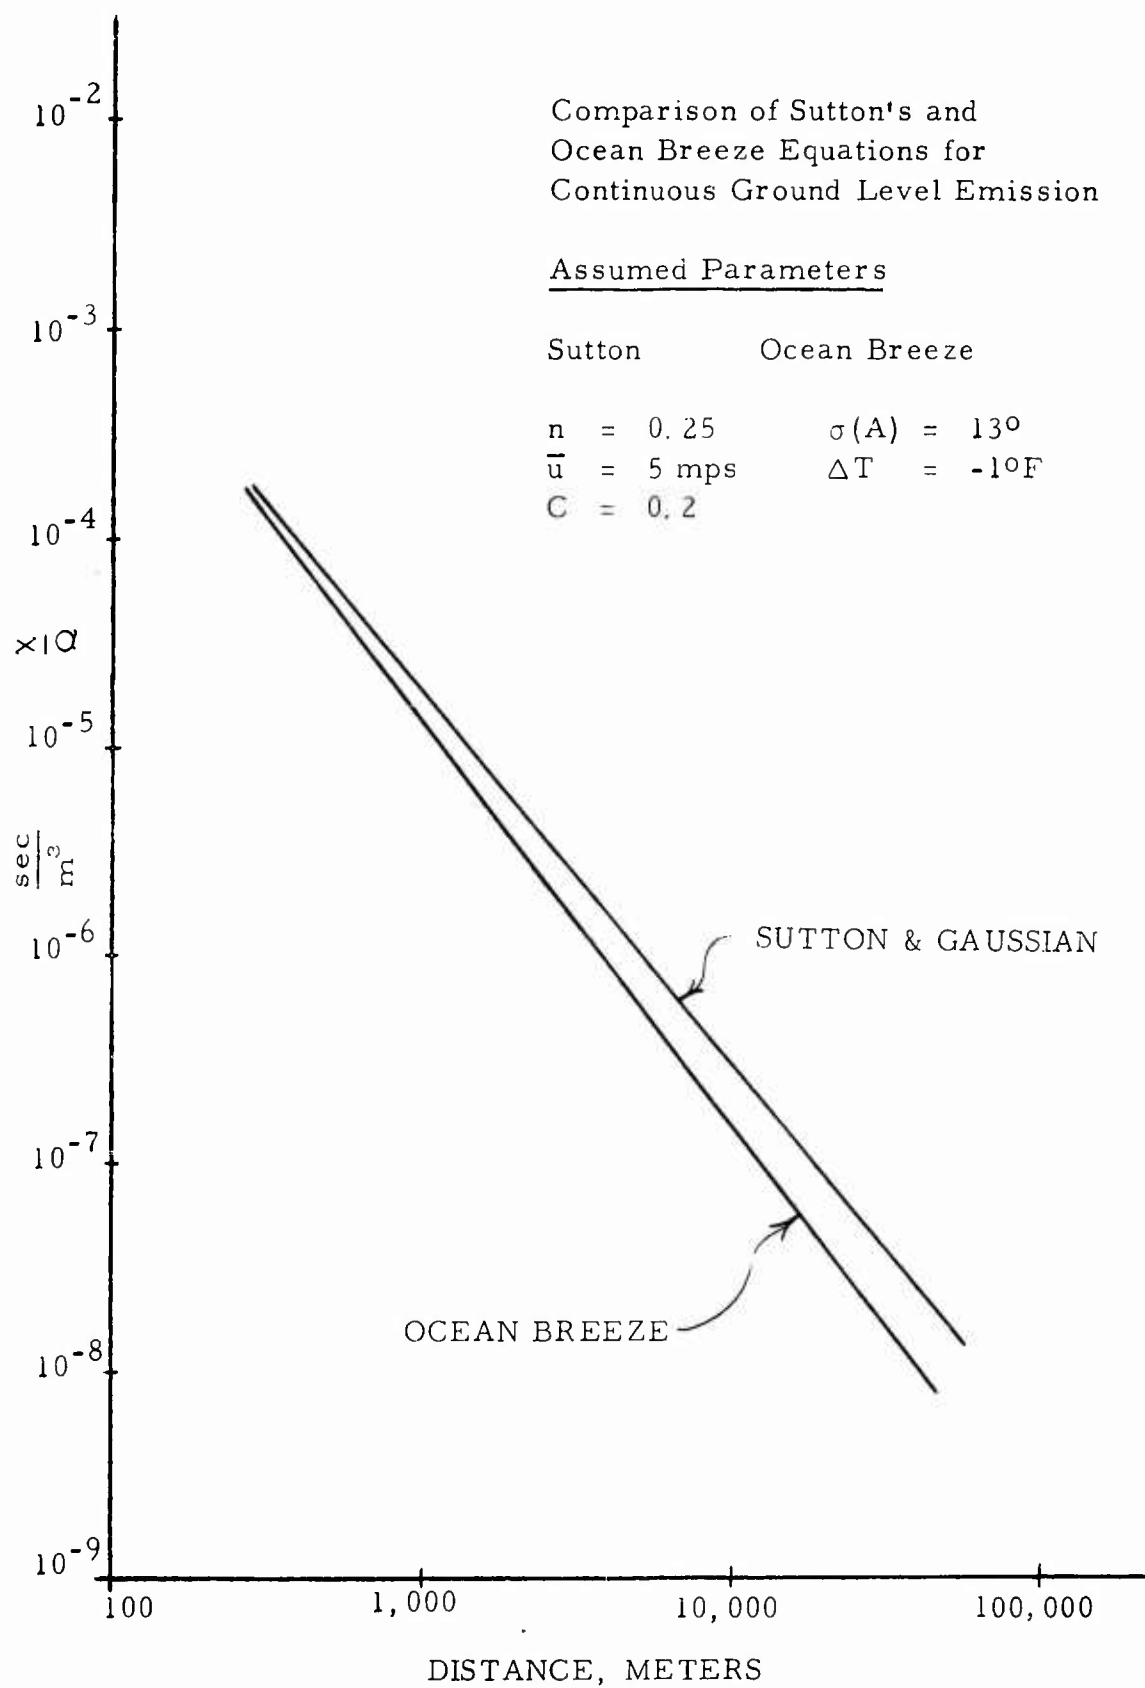 Comparison of Sutton's and
Ocean Breeze Equations for
Continuous Ground Level Emission
Assumed Parameters
Sutton Ocean Breeze
n = 0.25 σ(A) = 13°
u̅ = 5 mps ΔT = -1°F
C = 0.2
10⁻²
10⁻³
10⁻⁴
χ|Q
10⁻⁵
sec
m³
10⁻⁶
SUTTON & GAUSSIAN
10⁻⁷
OCEAN BREEZE
10⁻⁸
10⁻⁹
100 1,000 10,000 100,000
DISTANCE, METERS